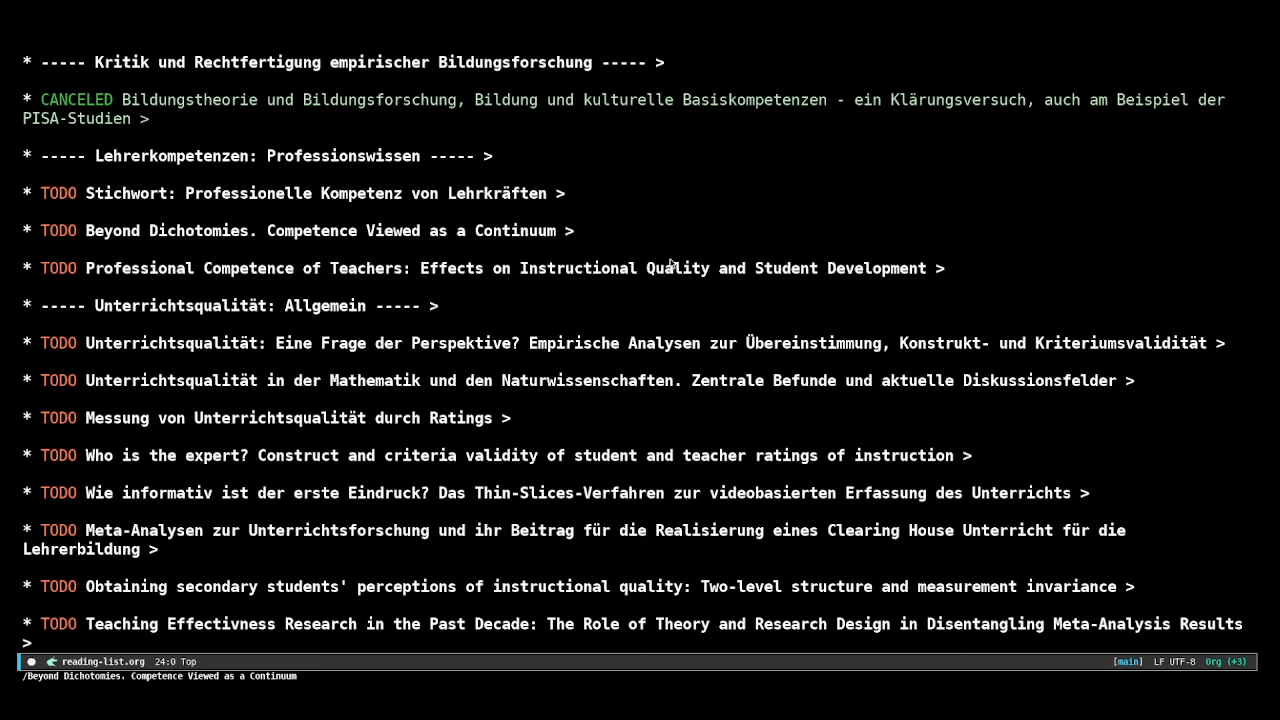 * ----- Kritik und Rechtfertigung empirischer Bildungsforschung ----- >
* CANCELED Bildungstheorie und Bildungsforschung, Bildung und kulturelle Basiskompetenzen - ein Klärungsversuch, auch am Beispiel der
PISA-Studien >
* ----- Lehrerkompetenzen: Professionswissen ----- >
* TODO Stichwort: Professionelle Kompetenz von Lehrkräften >
* TODO Beyond Dichotomies. Competence Viewed as a Continuum >
* TODO Professional Competence of Teachers: Effects on Instructional Quality and Student Development >
* ----- Unterrichtsqualität: Allgemein ----- >
* TODO Unterrichtsqualität: Eine Frage der Perspektive? Empirische Analysen zur Übereinstimmung, Konstrukt- und Kriteriumsvalidität >
* TODO Unterrichtsqualität in der Mathematik und den Naturwissenschaften. Zentrale Befunde und aktuelle Diskussionsfelder >
* TODO Messung von Unterrichtsqualität durch Ratings >
* TODO Who is the expert? Construct and criteria validity of student and teacher ratings of instruction >
* TODO Wie informativ ist der erste Eindruck? Das Thin-Slices-Verfahren zur videobasierten Erfassung des Unterrichts >
* TODO Meta-Analysen zur Unterrichtsforschung und ihr Beitrag für die Realisierung eines Clearing House Unterricht für die
Lehrerbildung >
* TODO Obtaining secondary students' perceptions of instructional quality: Two-level structure and measurement invariance >
* TODO Teaching Effectivness Research in the Past Decade: The Role of Theory and Research Design in Disentangling Meta-Analysis Results
>
reading-list.org 24:0 Top [main] LF UTF-8 Org (+3)
/Beyond Dichotomies. Competence Viewed as a Continuum